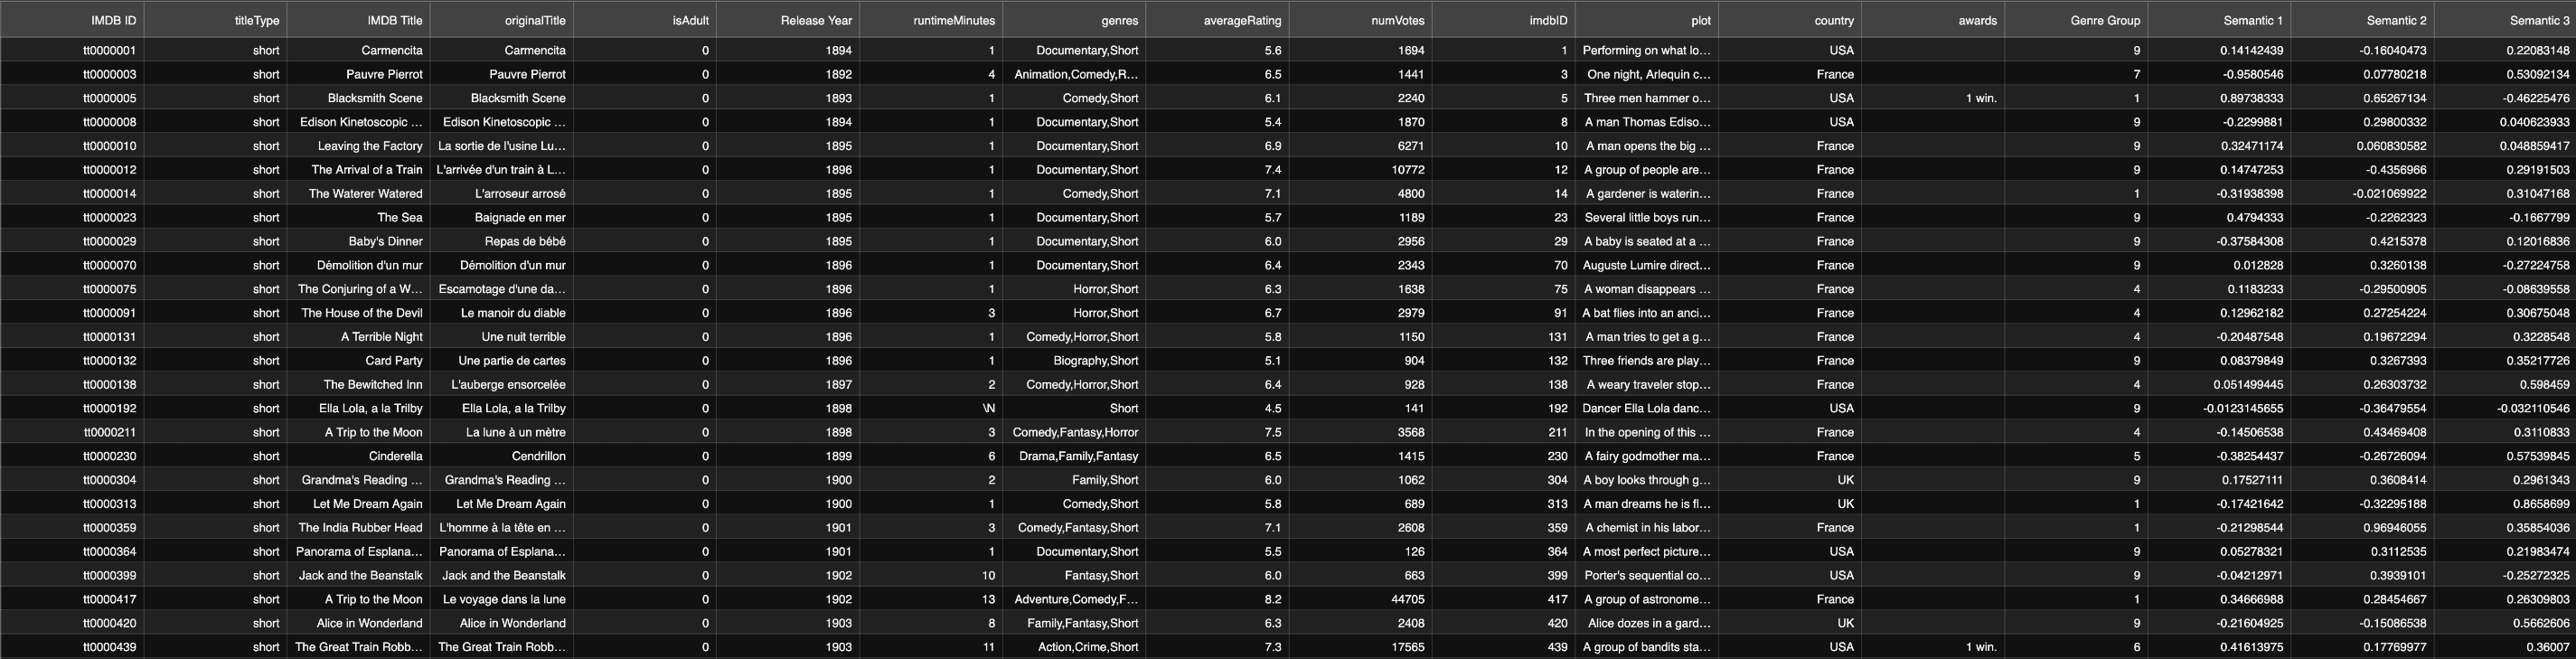 IMDB ID titleType IMDB Title originalTitle isAdult Release Year runtimeMinutes genres averageRating numVotes imdbID plot country awards Genre Group Semantic 1 Semantic 2 Semantic 3
tt0000001 short Carmencita Carmencita 0 1894 1 Documentary,Short 5.6 1694 1 Performing on what lo... USA 9 0.14142439 -0.16040473 0.22083148
tt0000003 short Pauvre Pierrot Pauvre Pierrot 0 1892 4 Animation,Comedy,R... 6.5 1441 3 One night, Arlequin c... France 7 -0.9580546 0.07780218 0.53092134
tt0000005 short Blacksmith Scene Blacksmith Scene 0 1893 1 Comedy,Short 6.1 2240 5 Three men hammer o... USA 1 win. 1 0.89738333 0.65267134 -0.46225476
tt0000008 short Edison Kinetoscopic ... Edison Kinetoscopic ... 0 1894 1 Documentary,Short 5.4 1870 8 A man Thomas Ediso... USA 9 -0.2299881 0.29800332 0.040623933
tt0000010 short Leaving the Factory La sortie de l'usine Lu... 0 1895 1 Documentary,Short 6.9 6271 10 A man opens the big ... France 9 0.32471174 0.060830582 0.048859417
tt0000012 short The Arrival of a Train L'arrivée d'un train à L... 0 1896 1 Documentary,Short 7.4 10772 12 A group of people are... France 9 0.14747253 -0.4356966 0.29191503
tt0000014 short The Waterer Watered L'arroseur arrosé 0 1895 1 Comedy,Short 7.1 4800 14 A gardener is waterin... France 1 -0.31938398 -0.021069922 0.31047168
tt0000023 short The Sea Baignade en mer 0 1895 1 Documentary,Short 5.7 1189 23 Several little boys run... France 9 0.4794333 -0.2262323 -0.1667799
tt0000029 short Baby's Dinner Repas de bébé 0 1895 1 Documentary,Short 6.0 2956 29 A baby is seated at a ... France 9 -0.37584308 0.4215378 0.12016836
tt0000070 short Démolition d'un mur Démolition d'un mur 0 1896 1 Documentary,Short 6.4 2343 70 Auguste Lumire direct... France 9 0.012828 0.3260138 -0.27224758
tt0000075 short The Conjuring of a W... Escamotage d'une da... 0 1896 1 Horror,Short 6.3 1638 75 A woman disappears ... France 4 0.1183233 -0.29500905 -0.08639558
tt0000091 short The House of the Devil Le manoir du diable 0 1896 3 Horror,Short 6.7 2979 91 A bat flies into an anci... France 4 0.12962182 0.27254224 0.30675048
tt0000131 short A Terrible Night Une nuit terrible 0 1896 1 Comedy,Horror,Short 5.8 1150 131 A man tries to get a g... France 4 -0.20487548 0.19672294 0.3228548
tt0000132 short Card Party Une partie de cartes 0 1896 1 Biography,Short 5.1 904 132 Three friends are play... France 9 0.08379849 0.3267393 0.35217726
tt0000138 short The Bewitched Inn L'auberge ensorcelée 0 1897 2 Comedy,Horror,Short 6.4 928 138 A weary traveler stop... France 4 0.051499445 0.26303732 0.598459
tt0000192 short Ella Lola, a la Trilby Ella Lola, a la Trilby 0 1898 \N Short 4.5 141 192 Dancer Ella Lola danc... USA 9 -0.0123145655 -0.36479554 -0.032110546
tt0000211 short A Trip to the Moon La lune à un mètre 0 1898 3 Comedy,Fantasy,Horror 7.5 3568 211 In the opening of this ... France 4 -0.14506538 0.43469408 0.3110833
tt0000230 short Cinderella Cendrillon 0 1899 6 Drama,Family,Fantasy 6.5 1415 230 A fairy godmother ma... France 5 -0.38254437 -0.26726094 0.57539845
tt0000304 short Grandma's Reading ... Grandma's Reading ... 0 1900 2 Family,Short 6.0 1062 304 A boy looks through g... UK 9 0.17527111 0.3608414 0.2961343
tt0000313 short Let Me Dream Again Let Me Dream Again 0 1900 1 Comedy,Short 5.8 689 313 A man dreams he is fl... UK 1 -0.17421642 -0.32295188 0.8658699
tt0000359 short The India Rubber Head L'homme à la tête en ... 0 1901 3 Comedy,Fantasy,Short 7.1 2608 359 A chemist in his labor... France 1 -0.21298544 0.96946055 0.35854036
tt0000364 short Panorama of Esplana... Panorama of Esplana... 0 1901 1 Documentary,Short 5.5 126 364 A most perfect picture... USA 9 0.05278321 0.3112535 0.21983474
tt0000399 short Jack and the Beanstalk Jack and the Beanstalk 0 1902 10 Fantasy,Short 6.0 663 399 Porter's sequential co... USA 9 -0.04212971 0.3939101 -0.25272325
tt0000417 short A Trip to the Moon Le voyage dans la lune 0 1902 13 Adventure,Comedy,F... 8.2 44705 417 A group of astronome... France 1 0.34666988 0.28454667 0.26309803
tt0000420 short Alice in Wonderland Alice in Wonderland 0 1903 8 Family,Fantasy,Short 6.3 2408 420 Alice dozes in a gard... UK 9 -0.21604925 -0.15086538 0.5662606
tt0000439 short The Great Train Robb... The Great Train Robb... 0 1903 11 Action,Crime,Short 7.3 17565 439 A group of bandits sta... USA 1 win. 6 0.41613975 0.17769977 0.36007